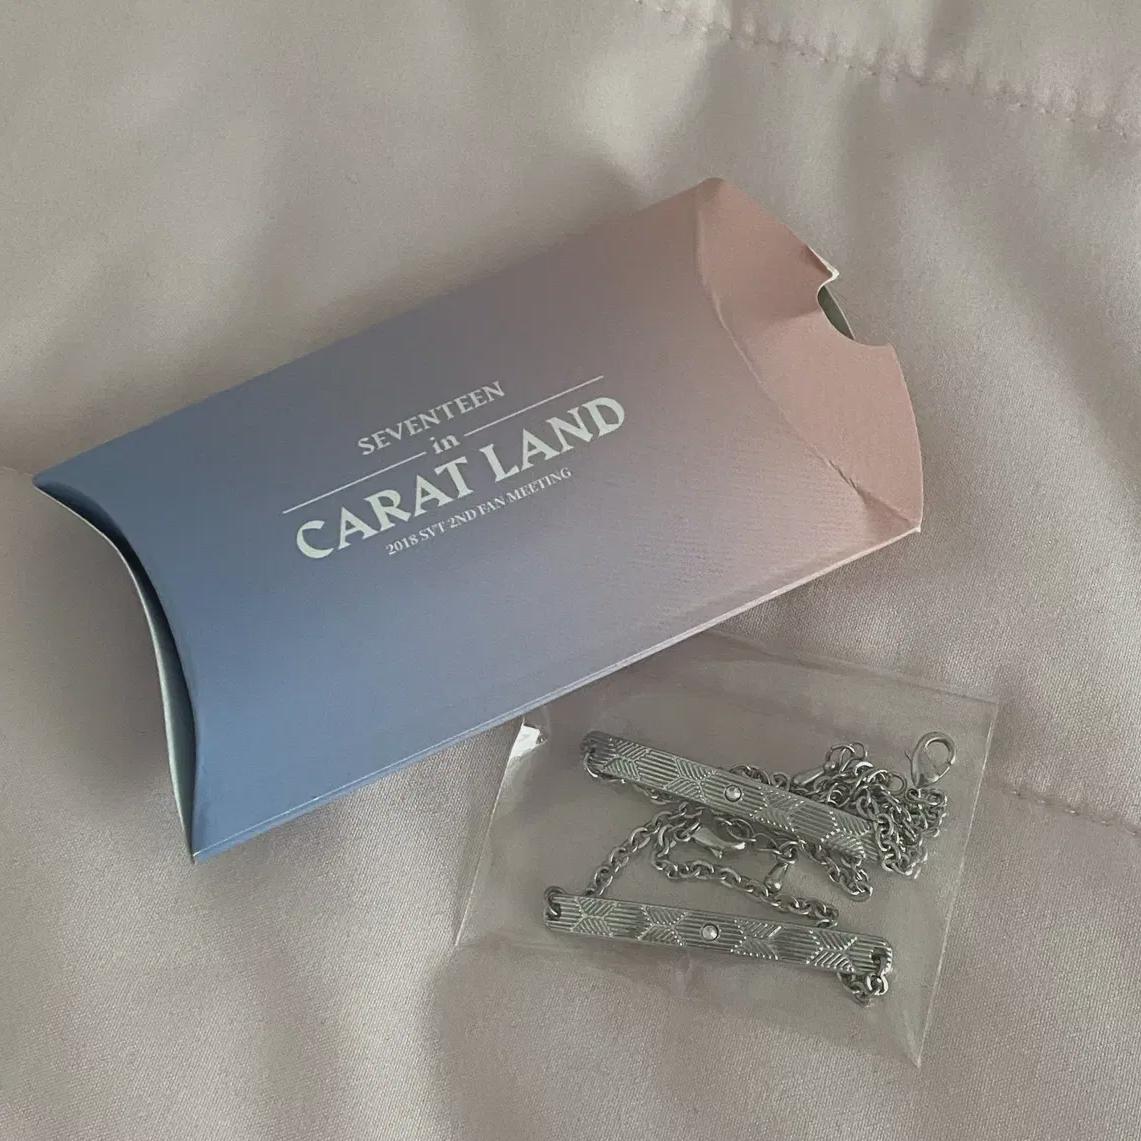 SEVENTEEN
in
CARAT LAND
2018 SVT 2ND FAN MEETING